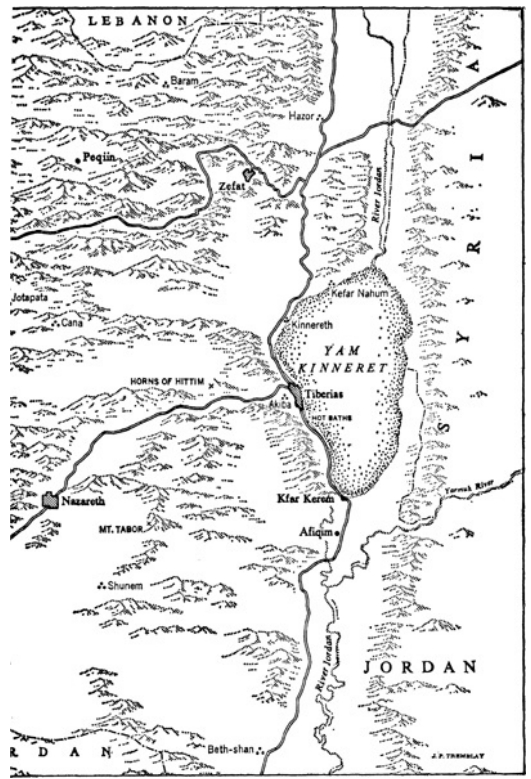 LEBANON
Baram
Hazor
Peqiin
Zefat
River Jordan
SYRIA
Kefar Nahum
Jotapata
Kinnereth
Cana
YAM
KINNERET
HORNS OF HITTIM
Tiberias
Akiba
HOT BATHS
Nazareth
Kfar Kerem
Yarmuk River
MT. TABOR
Afiqim
Shunem
River Jordan
JORDAN
RDAN
Beth-shan
J. P. TREMBLAY